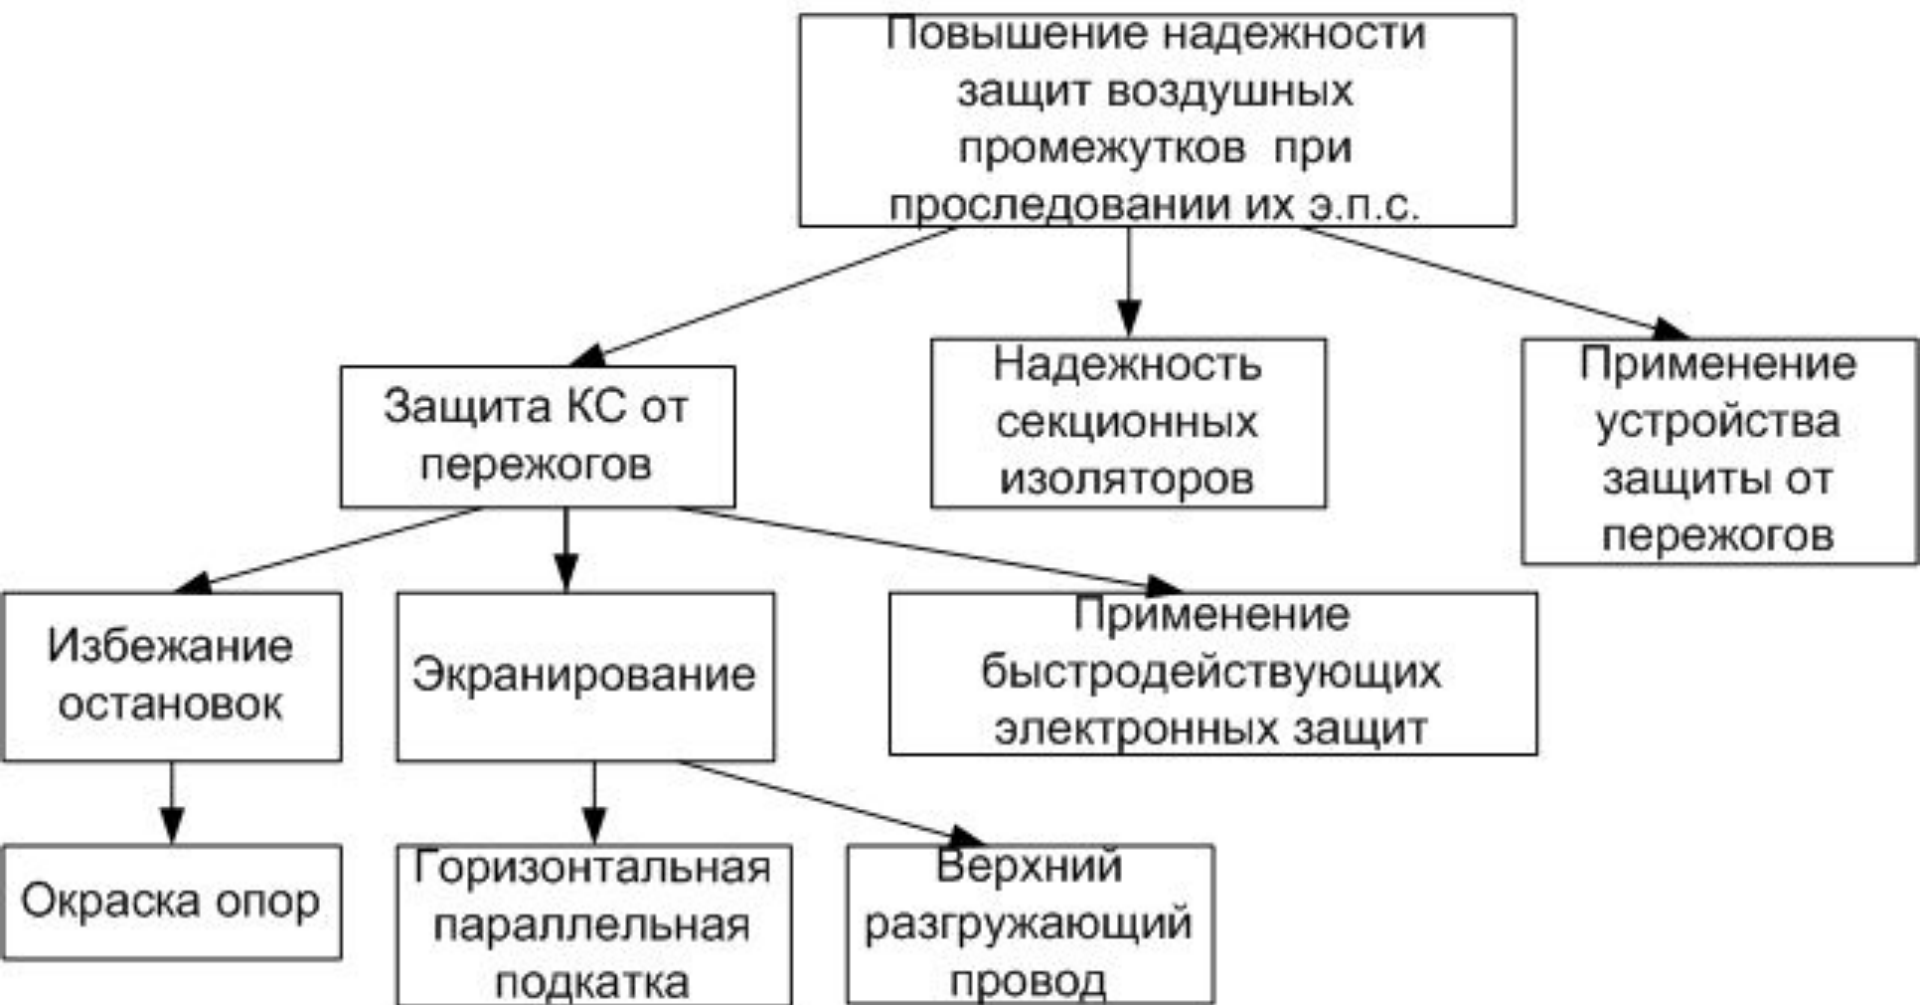 Повышение надежности
защит воздушных
промежутков при
проследовании их э.п.с.
Защита КС от
пережогов
Надежность
секционных
изоляторов
Применение
устройства
защиты от
пережогов
Избежание
остановок
Экранирование
Применение
быстродействующих
электронных защит
Окраска опор
Горизонтальная
параллельная
подкатка
Верхний
разгружающий
провод